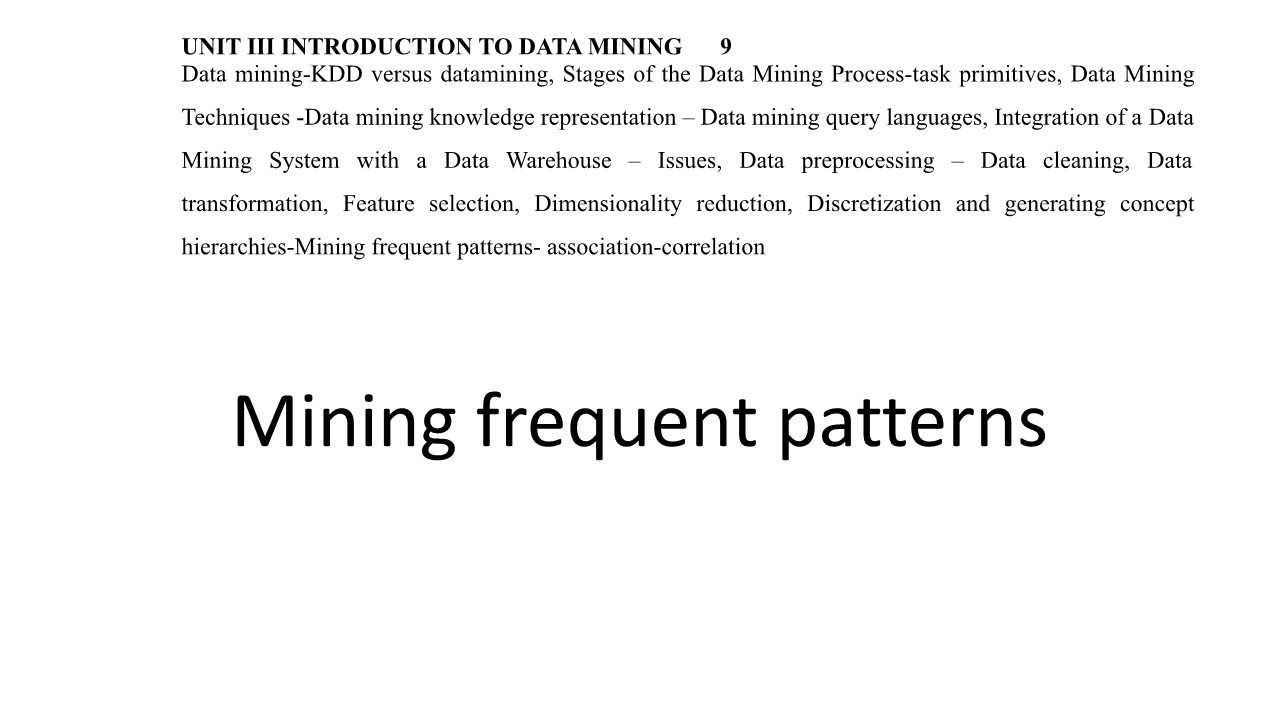 UNIT III INTRODUCTION TO DATA MINING 9
Data mining-KDD versus datamining, Stages of the Data Mining Process-task primitives, Data Mining
Techniques -Data mining knowledge representation – Data mining query languages, Integration of a Data
Mining System with a Data Warehouse – Issues, Data preprocessing – Data cleaning, Data
transformation, Feature selection, Dimensionality reduction, Discretization and generating concept
hierarchies-Mining frequent patterns- association-correlation
Mining frequent patterns